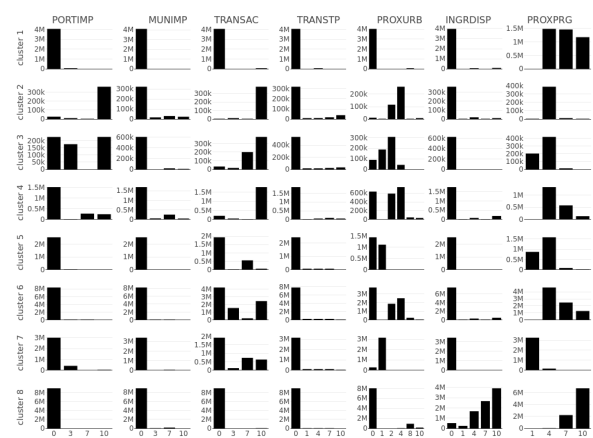 PORTIMP MUNIMP TRANSAC TRANSTP PROXURB INGRDISP PROXPRG
cluster 1
4M 3M 2M 1M 0
4M 3M 2M 1M 0
4M 3M 2M 1M 0
4M 3M 2M 1M 0
4M 3M 2M 1M 0
4M 3M 2M 1M 0
1.5M 1M 0.5M 0
cluster 2
300k 200k 100k 0
300k 200k 100k 0
300k 200k 100k 0
300k 200k 100k 0
200k 100k 0
300k 200k 100k 0
400k 300k 200k 100k 0
cluster 3
200k 150k 100k 50k 0
600k 400k 200k 0
400k 300k 200k 100k 0
600k 400k 200k 0
300k 200k 100k 0
600k 400k 200k 0
400k 200k 0
cluster 4
1.5M 1M 0.5M 0
1.5M 1M 0.5M 0
1.5M 1M 0.5M 0
1.5M 1M 0.5M 0
600k 400k 200k 0
1.5M 1M 0.5M 0
1M 0.5M 0
cluster 5
2M 1M 0
2M 1M 0
1.5M 1M 0.5M 0
2M 1M 0
1.5M 1M 0.5M 0
2M 1M 0
1.5M 1M 0.5M 0
cluster 6
8M 6M 4M 2M 0
8M 6M 4M 2M 0
4M 3M 2M 1M 0
6M 4M 2M 0
3M 2M 1M 0
6M 4M 2M 0
4M 3M 2M 1M 0
cluster 7
2M 1M 0
3M 2M 1M 0
1.5M 1M 0.5M 0
3M 2M 1M 0
3M 2M 1M 0
3M 2M 1M 0
3M 2M 1M 0
cluster 8
8M 6M 4M 2M 0
8M 6M 4M 2M 0
8M 6M 4M 2M 0
8M 6M 4M 2M 0
6M 4M 2M 0
4M 3M 2M 1M 0
6M 4M 2M 0
0 3 7 10 0 3 7 10 0 3 7 10 0 1 4 7 10 0 1 2 4 8 10 0 1 4 7 10 1 4 7 10